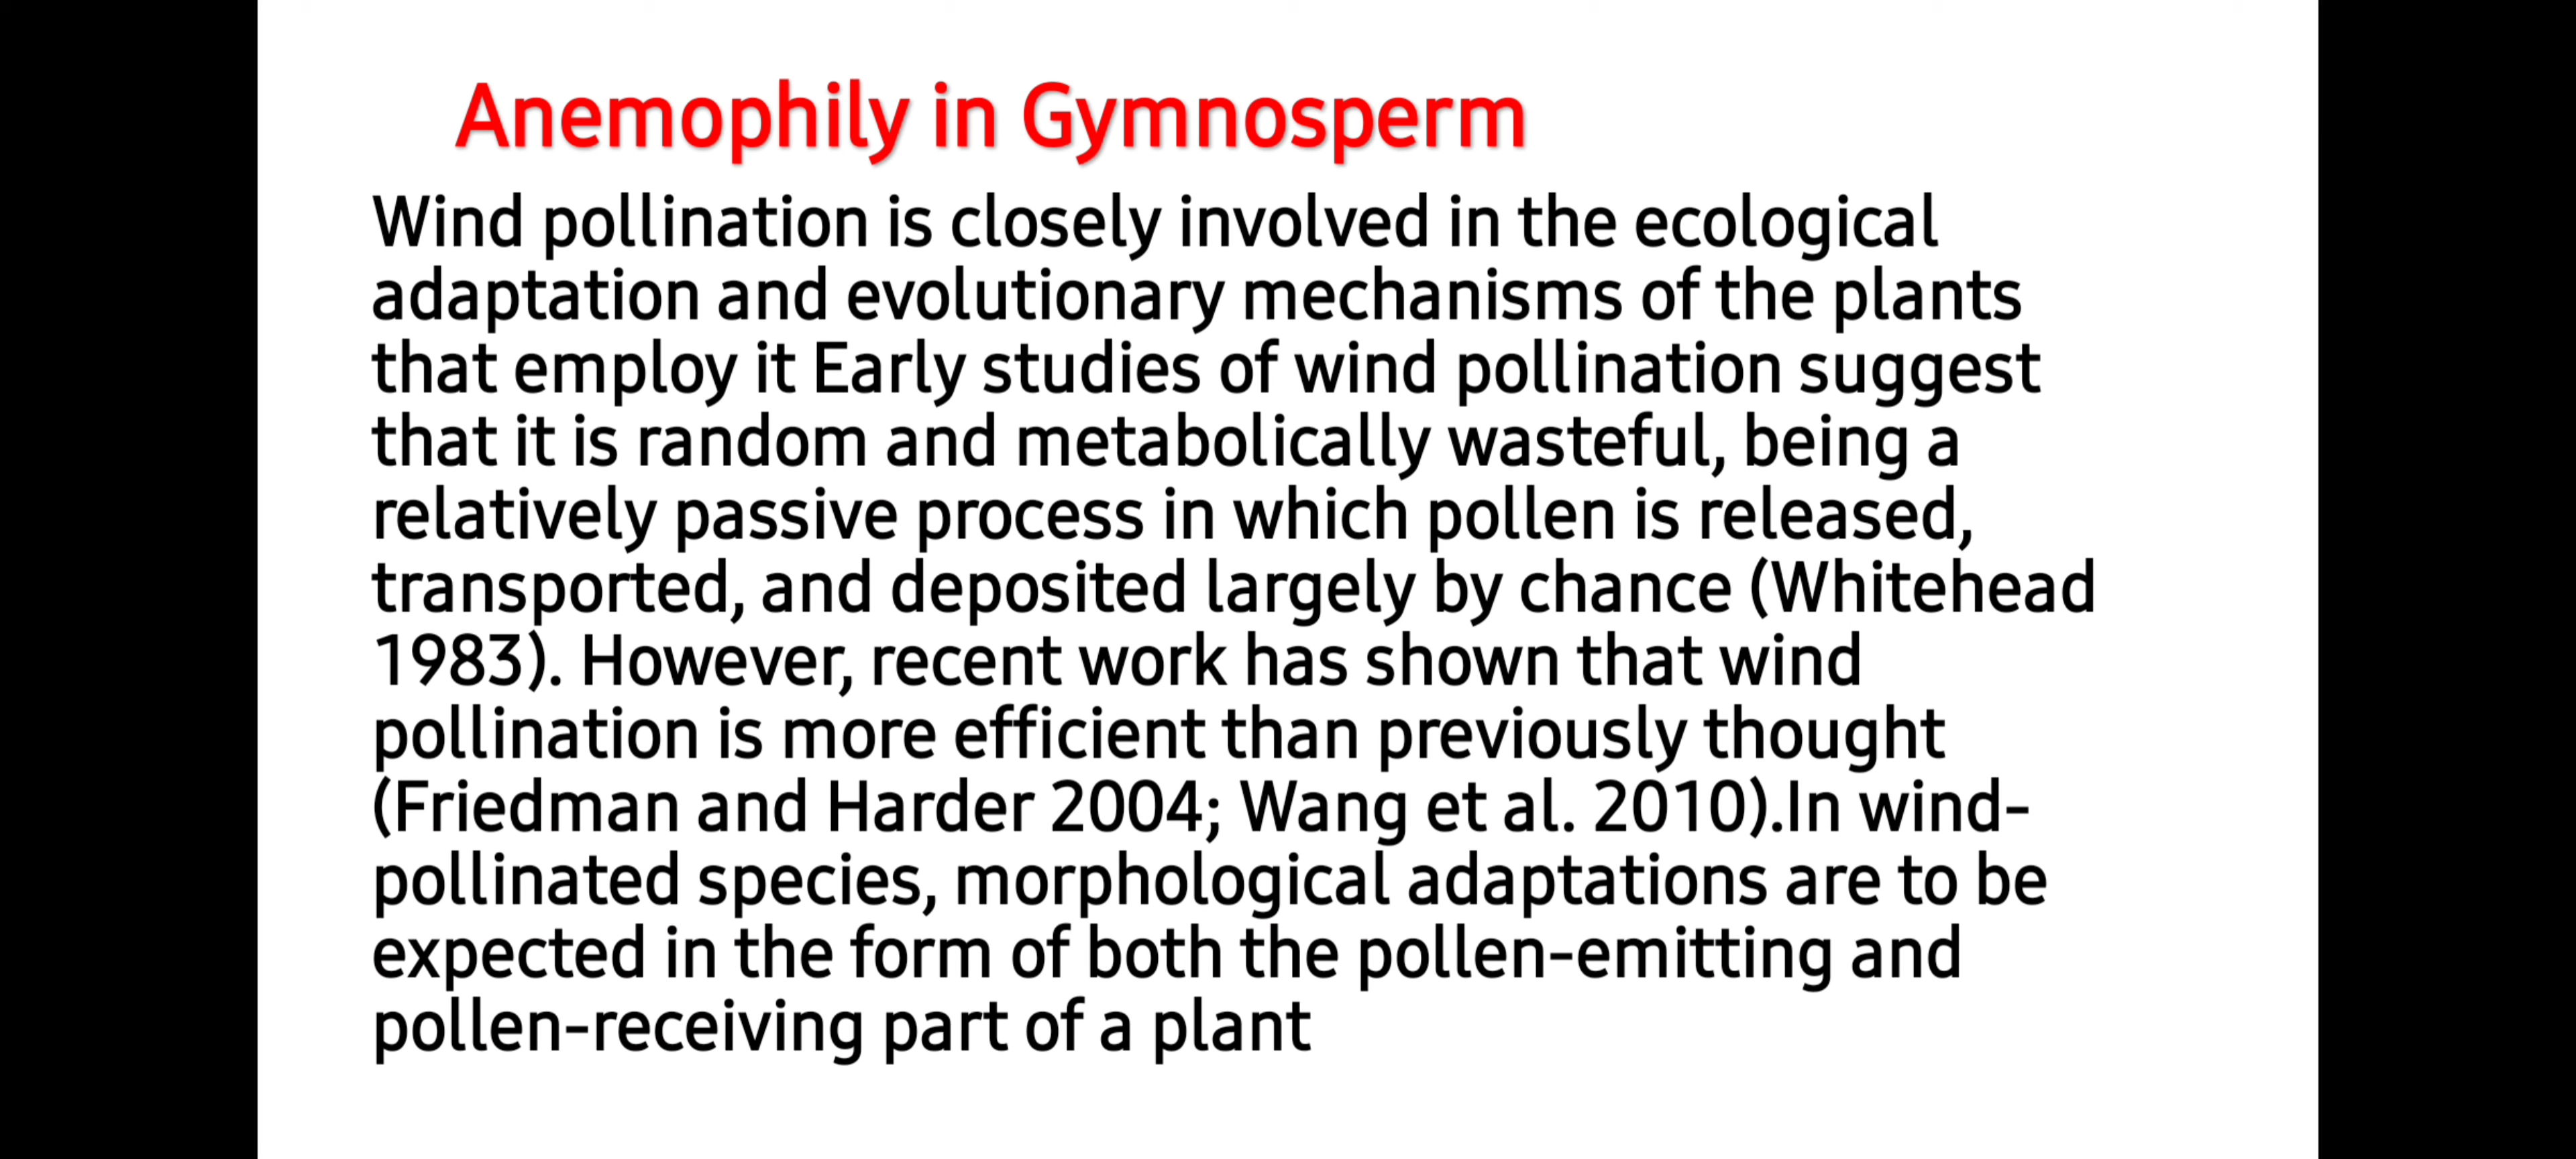 Anemophily in Gymnosperm
Wind pollination is closely involved in the ecological
adaptation and evolutionary mechanisms of the plants
that employ it Early studies of wind pollination suggest
that it is random and metabolically wasteful, being a
relatively passive process in which pollen is released,
transported, and deposited largely by chance (Whitehead
1983). However, recent work has shown that wind
pollination is more efficient than previously thought
(Friedman and Harder 2004; Wang et al. 2010).In wind-
pollinated species, morphological adaptations are to be
expected in the form of both the pollen-emitting and
pollen-receiving part of a plant